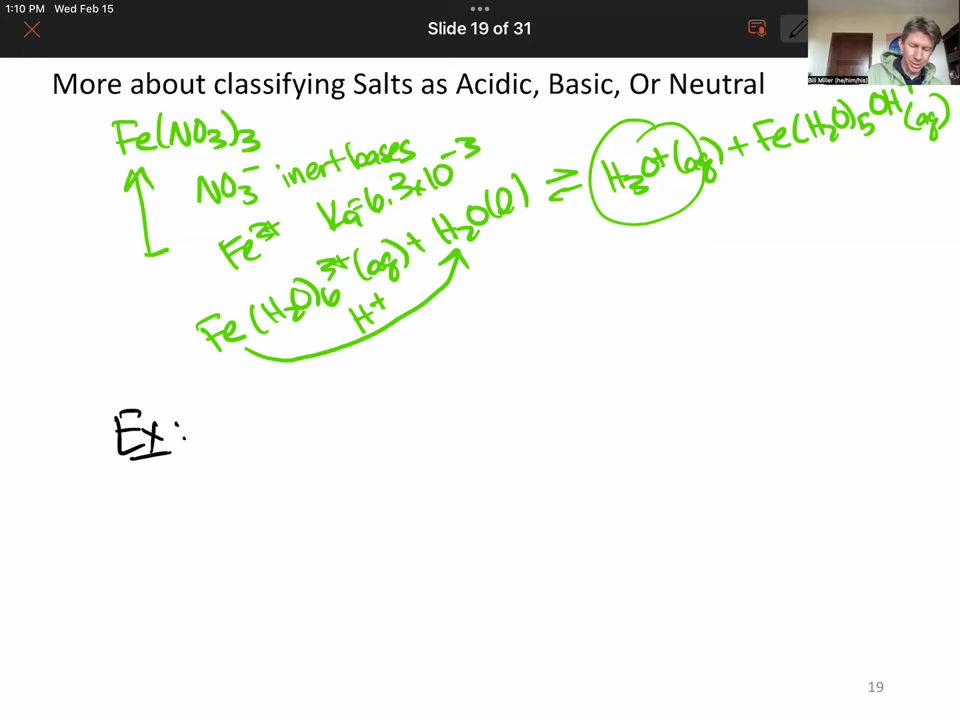 1:10 PM Wed Feb 15
Slide 19 of 31
Bill Miller (he/him/his)
More about classifying Salts as Acidic, Basic, Or Neutral
Fe(NO3)3
NO3⁻ inert bases
Fe³⁺ Ka=6.3x10⁻³
Fe(H2O)6³⁺(aq) + H2O(l) ⇌ H3O⁺(aq) + Fe(H2O)5OH (aq)
H⁺
Ex:
19